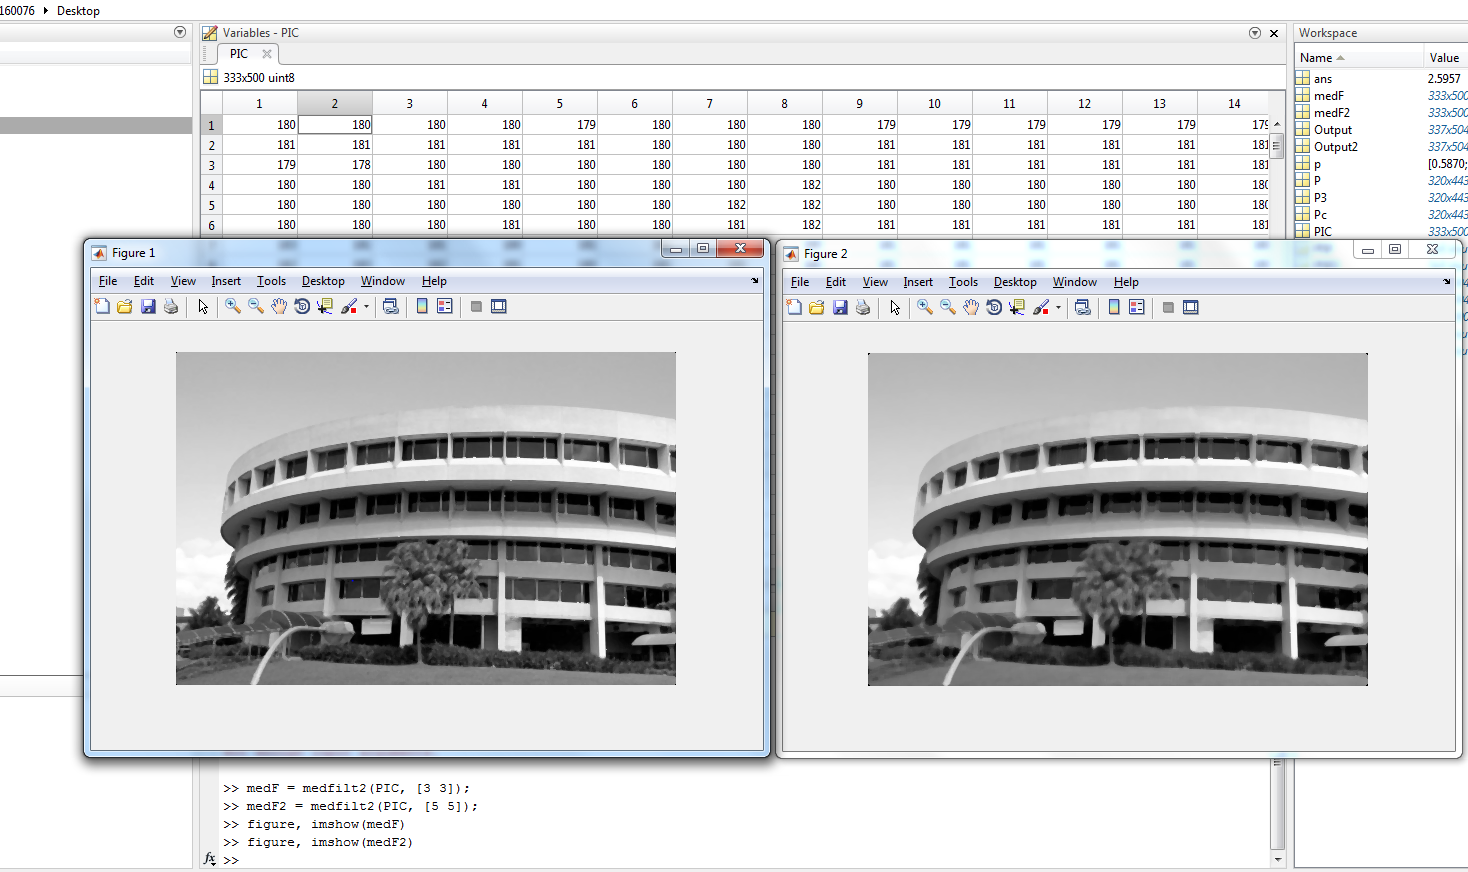 160076 ▸ Desktop
Variables - PIC
PIC
333x500 uint8
1 2 3 4 5 6 7 8 9 10 11 12 13 14
1 180 180 180 180 179 180 180 180 179 179 179 179 179 179
2 181 181 181 181 181 180 180 180 181 181 181 181 181 181
3 179 178 180 180 180 180 180 180 181 181 181 181 181 181
4 180 180 181 181 180 180 180 182 180 180 180 180 180 180
5 180 180 180 180 180 180 182 182 180 180 180 180 180 180
6 180 180 180 181 180 180 181 182 181 181 181 181 181 181
Workspace
Name Value
ans 2.5957
medF 333x500
medF2 333x500
Output 337x504
Output2 337x504
p [0.5870;
P 320x443
P3 320x443
Pc 320x443
PIC 333x500
Figure 1
File Edit View Insert Tools Desktop Window Help
Figure 2
File Edit View Insert Tools Desktop Window Help
>> medF = medfilt2(PIC, [3 3]);
>> medF2 = medfilt2(PIC, [5 5]);
>> figure, imshow(medF)
>> figure, imshow(medF2)
fx >>